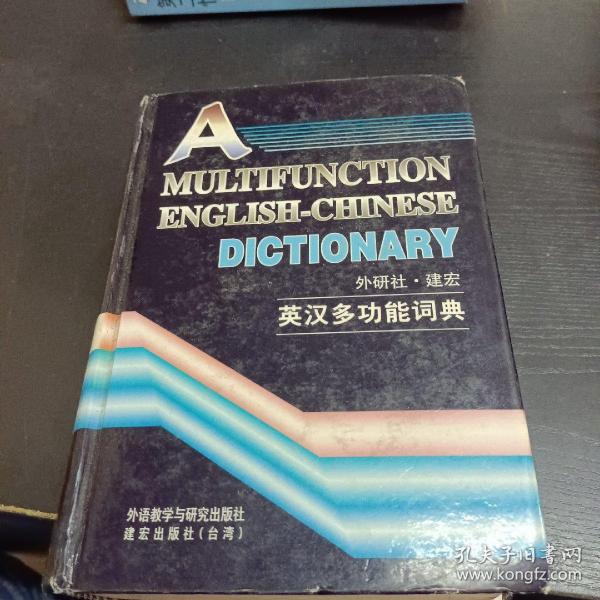 A
MULTIFUNCTION
ENGLISH-CHINESE
DICTIONARY
外研社·建宏
英汉多功能词典
外语教学与研究出版社
建宏出版社(台湾)
孔夫子旧書网
www.kongfz.com